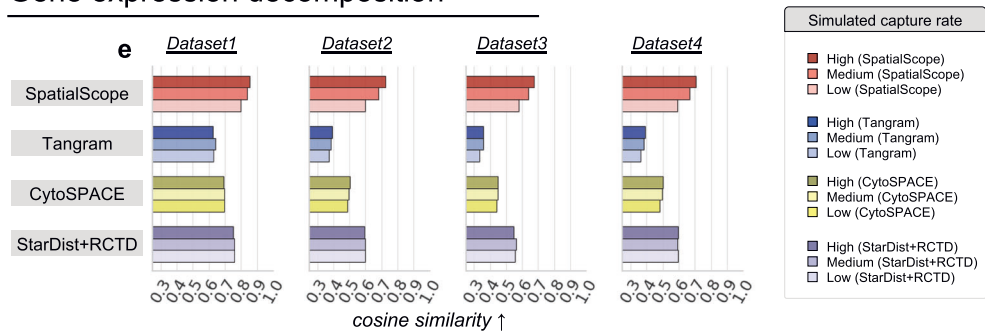 Gene expression decomposition
e
Dataset1 Dataset2 Dataset3 Dataset4
SpatialScope
Tangram
CytoSPACE
StarDist+RCTD
0.3 0.4 0.5 0.6 0.7 0.8 0.9 1.0 0.3 0.4 0.5 0.6 0.7 0.8 0.9 1.0 0.3 0.4 0.5 0.6 0.7 0.8 0.9 1.0 0.3 0.4 0.5 0.6 0.7 0.8 0.9 1.0
cosine similarity ↑
Simulated capture rate
High (SpatialScope)
Medium (SpatialScope)
Low (SpatialScope)
High (Tangram)
Medium (Tangram)
Low (Tangram)
High (CytoSPACE)
Medium (CytoSPACE)
Low (CytoSPACE)
High (StarDist+RCTD)
Medium (StarDist+RCTD)
Low (StarDist+RCTD)